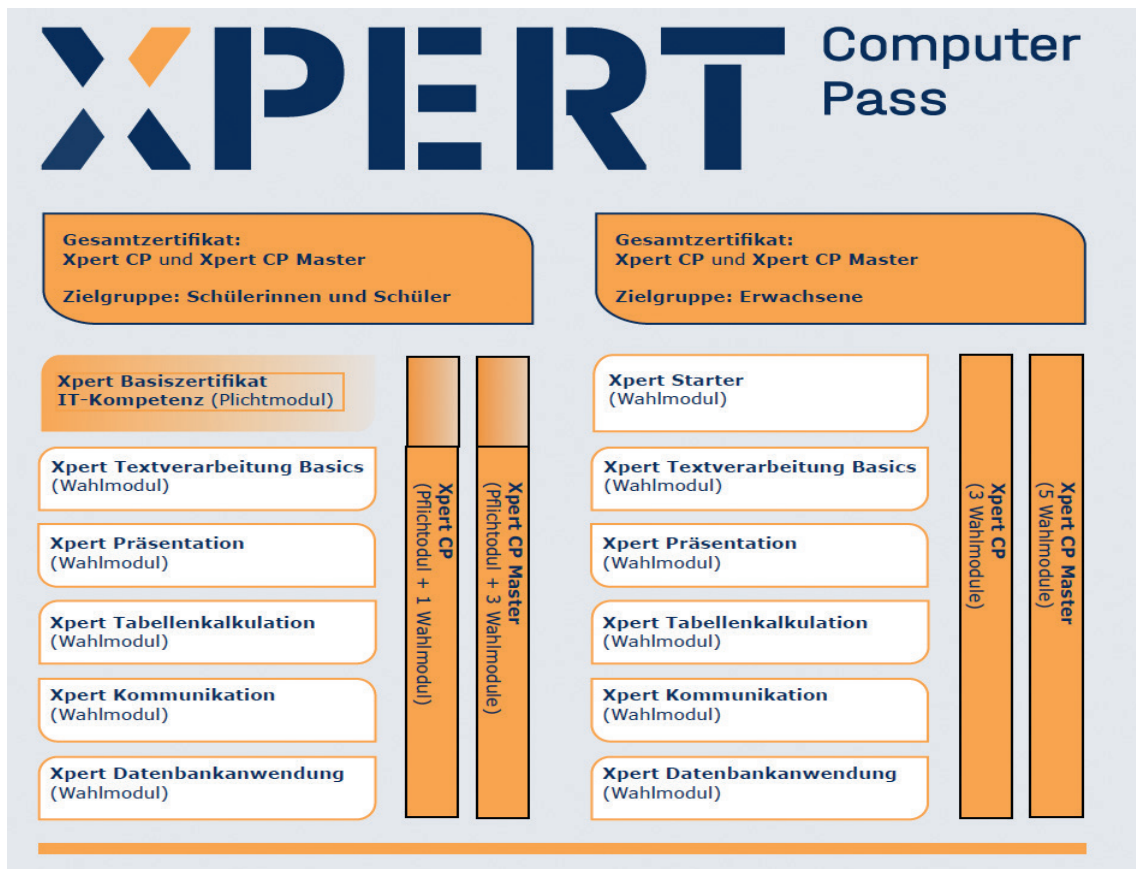 XPERT
Computer
Pass
Gesamtzertifikat:
Xpert CP und Xpert CP Master
Zielgruppe: Schülerinnen und Schüler
Xpert Basiszertifikat
IT-Kompetenz (Plichtmodul)
Xpert Textverarbeitung Basics
(Wahlmodul)
Xpert Präsentation
(Wahlmodul)
Xpert Tabellenkalkulation
(Wahlmodul)
Xpert Kommunikation
(Wahlmodul)
Xpert Datenbankanwendung
(Wahlmodul)
Xpert CP
(Pflichtodul + 1 Wahlmodul)
Xpert CP Master
(Pflichtodul + 3 Wahlmodule)
Gesamtzertifikat:
Xpert CP und Xpert CP Master
Zielgruppe: Erwachsene
Xpert Starter
(Wahlmodul)
Xpert Textverarbeitung Basics
(Wahlmodul)
Xpert Präsentation
(Wahlmodul)
Xpert Tabellenkalkulation
(Wahlmodul)
Xpert Kommunikation
(Wahlmodul)
Xpert Datenbankanwendung
(Wahlmodul)
Xpert CP
(3 Wahlmodule)
Xpert CP Master
(5 Wahlmodule)